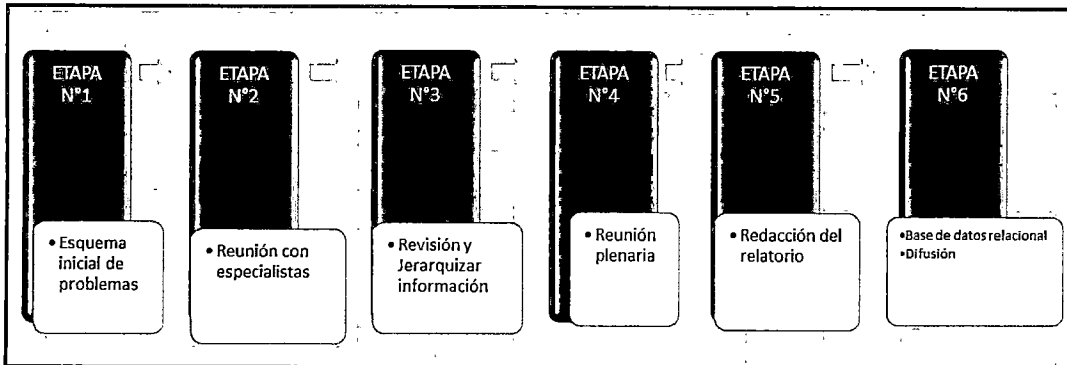 ETAPA
N°1
• Esquema
inicial de
problemas
ETAPA
N°2
• Reunión con
especialistas
ETAPA
N°3
• Revisión y
Jerarquizar
información
ETAPA
N°4
• Reunión
plenaria
ETAPA
N°5
• Redacción del
relatorio
ETAPA
N°6
•Base de datos relacional
•Difusión